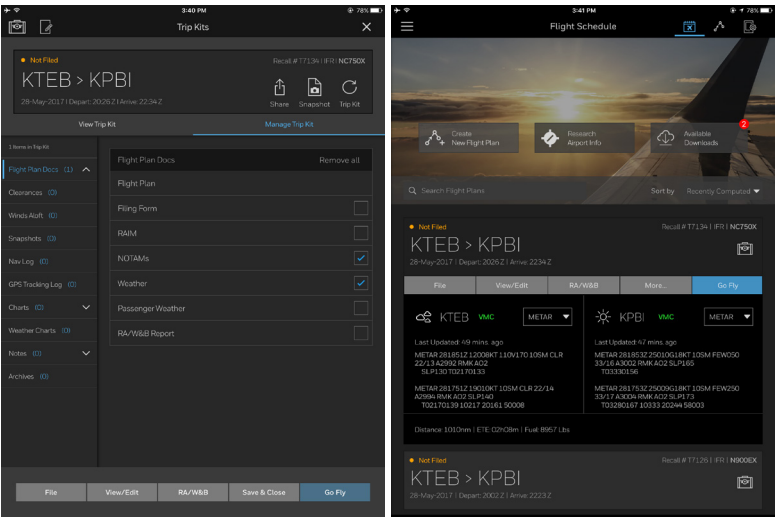 3:40 PM
78%
Trip Kits
Not Filed
Recall # T7134 | IFR | NC750X
KTEB > KPBI
28-May-2017 | Depart: 2026 Z | Arrive: 2234 Z
Share
Snapshot
Trip Kit
View Trip Kit
Manage Trip Kit
1 Items in Trip Kit
Flight Plan Docs (1)
Clearances (0)
Winds Aloft (0)
Snapshots (0)
Nav Log (0)
GPS Tracking Log (0)
Charts (0)
Weather Charts (0)
Notes (0)
Archives (0)
Flight Plan Docs
Remove all
Flight Plan
Filing Form
RAIM
NOTAMs
Weather
Passenger Weather
RA/W&B Report
File
View/Edit
RA/W&B
Save & Close
Go Fly
3:41 PM
78%
Flight Schedule
Create
New Flight Plan
Research
Airport Info
Available
Downloads
2
Search Flight Plans
Sort by
Recently Computed
Not Filed
Recall # T7134 | IFR | NC750X
KTEB > KPBI
28-May-2017 | Depart: 2026 Z | Arrive: 2234 Z
File
View/Edit
RA/W&B
More...
Go Fly
KTEB VMC
METAR
Last Updated: 49 mins. ago
METAR 281851Z 12008KT 110V170 10SM CLR
22/13 A2992 RMK AO2
SLP130 T02170133
METAR 281751Z 19010KT 10SM CLR 22/14
A2994 RMK AO2 SLP140
T02170139 10217 20161 50008
KPBI VMC
METAR
Last Updated: 47 mins. ago
METAR 281853Z 25010G18KT 10SM FEW050
33/16 A3002 RMK AO2 SLP165
T03330156
METAR 281753Z 25009G18KT 10SM FEW250
33/17 A3004 RMK AO2 SLP173
T03280167 10333 20244 58003
Distance: 1010nm | ETE: 02h08m | Fuel: 8957 Lbs
Not Filed
Recall # T7126 | IFR | N900EX
KTEB > KPBI
28-May-2017 | Depart: 2002 Z | Arrive: 2223 Z